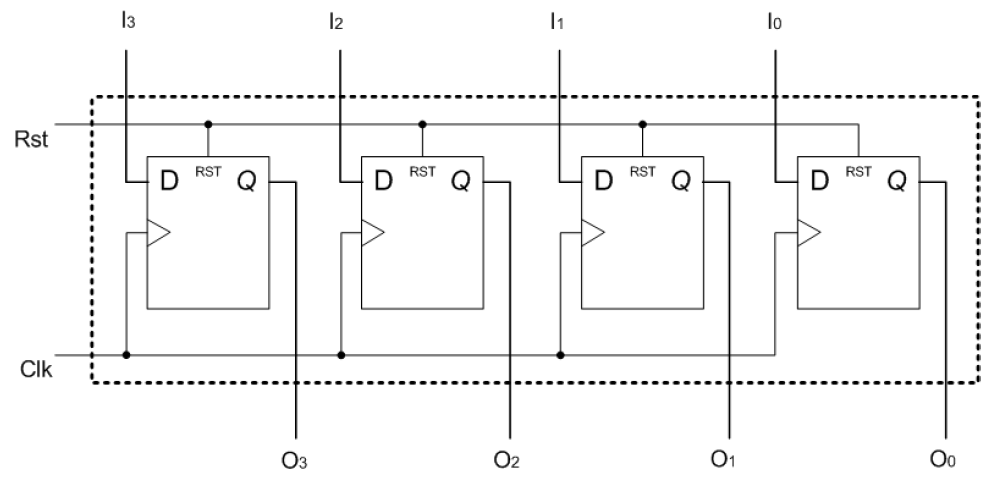 I3 I2 I1 I0
Rst
RST RST RST RST
D Q D Q D Q D Q
Clk
O3 O2 O1 O0